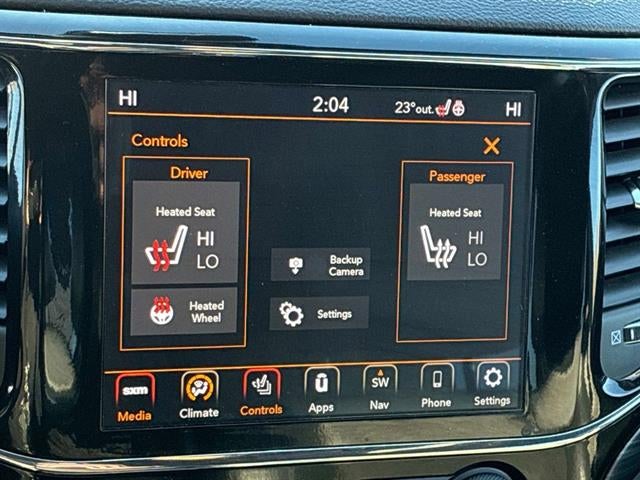 HI 2:04 23°out. HI
Controls
Driver
Heated Seat
HI
LO
Heated
Wheel
Backup
Camera
Settings
Passenger
Heated Seat
HI
LO
sxm
Media
Climate
Controls
Apps
SW
Nav
Phone
Settings